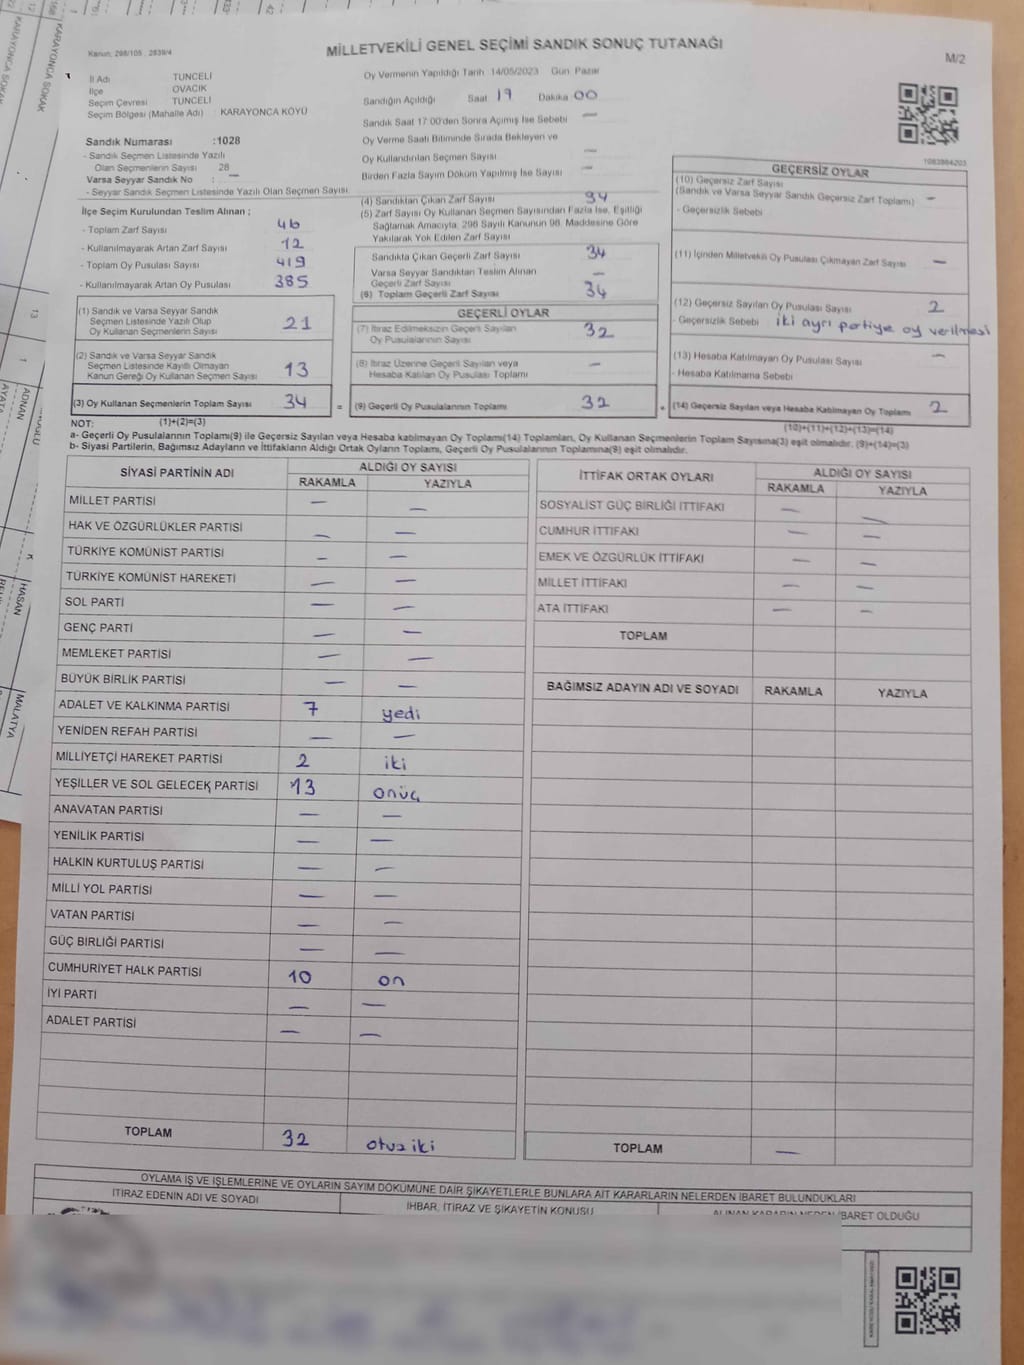 MİLLETVEKİLİ GENEL SEÇİMİ SANDIK SONUÇ TUTANAĞI
M/2
Kanun: 298/105 , 2839/4
İl Adı TUNCELİ
İlçe OVACIK
Seçim Çevresi TUNCELİ
Seçim Bölgesi (Mahalle Adı) KARAYONCA KÖYÜ
Sandık Numarası :1028
- Sandık Seçmen Listesinde Yazılı
Olan Seçmenlerin Sayısı 28
Varsa Seyyar Sandık No : —
- Seyyar Sandık Seçmen Listesinde Yazılı Olan Seçmen Sayısı
Oy Vermenin Yapıldığı Tarih 14/05/2023 Gün: Pazar
Sandığın Açıldığı Saat 19 Dakika 00
Sandık Saat 17:00'den Sonra Açılmış İse Sebebi —
Oy Verme Saati Bitiminde Sırada Bekleyen ve
Oy Kullandırılan Seçmen Sayısı —
Birden Fazla Sayım Döküm Yapılmış İse Sayısı —
İlçe Seçim Kurulundan Teslim Alınan ;
- Toplam Zarf Sayısı 46
- Kullanılmayarak Artan Zarf Sayısı 12
- Toplam Oy Pusulası Sayısı 419
- Kullanılmayarak Artan Oy Pusulası 385
(4) Sandıktan Çıkan Zarf Sayısı 34
(5) Zarf Sayısı Oy Kullanan Seçmen Sayısından Fazla İse, Eşitliği
Sağlamak Amacıyla, 298 Sayılı Kanunun 98. Maddesine Göre
Yakılarak Yok Edilen Zarf Sayısı
Sandıkta Çıkan Geçerli Zarf Sayısı 34
Varsa Seyyar Sandıktan Teslim Alınan
Geçerli Zarf Sayısı —
(6) Toplam Geçerli Zarf Sayısı 34
GEÇERSİZ OYLAR
1083884203
(10) Geçersiz Zarf Sayısı
(Sandık ve Varsa Seyyar Sandık Geçersiz Zarf Toplamı) —
- Geçersizlik Sebebi
(11) İçinden Milletvekili Oy Pusulası Çıkmayan Zarf Sayısı —
(12) Geçersiz Sayılan Oy Pusulası Sayısı 2
- Geçersizlik Sebebi iki ayrı partiye oy verilmesi
(13) Hesaba Katılmayan Oy Pusulası Sayısı —
- Hesaba Katılmama Sebebi
(14) Geçersiz Sayılan veya Hesaba Katılmayan Oy Toplamı 2
(10)+(11)+(12)+(13)=(14)
(1) Sandık ve Varsa Seyyar Sandık
Seçmen Listesinde Yazılı Olup
Oy Kullanan Seçmenlerin Sayısı 21
(2) Sandık ve Varsa Seyyar Sandık
Seçmen Listesinde Kayıtlı Olmayan
Kanun Gereği Oy Kullanan Seçmen Sayısı 13
(3) Oy Kullanan Seçmenlerin Toplam Sayısı 34 =
GEÇERLİ OYLAR
(7) İtiraz Edilmeksizin Geçerli Sayılan
Oy Pusulalarının Sayısı 32
(8) İtiraz Üzerine Geçerli Sayılan veya
Hesaba Katılan Oy Pusulası Toplamı —
(9) Geçerli Oy Pusulalarının Toplamı 32 +
NOT: (1)+(2)=(3)
a- Geçerli Oy Pusulalarının Toplamı(9) ile Geçersiz Sayılan veya Hesaba katılmayan Oy Toplamı(14) Toplamları, Oy Kullanan Seçmenlerin Toplam Sayısına(3) eşit olmalıdır. (9)+(14)=(3)
b- Siyasi Partilerin, Bağımsız Adayların ve İttifakların Aldığı Ortak Oyların Toplamı, Geçerli Oy Pusulalarının Toplamına(9) eşit olmalıdır.
SİYASİ PARTİNİN ADI ALDIĞI OY SAYISI
RAKAMLA YAZIYLA
MİLLET PARTİSİ — —
HAK VE ÖZGÜRLÜKLER PARTİSİ — —
TÜRKİYE KOMÜNİST PARTİSİ — —
TÜRKİYE KOMÜNİST HAREKETİ — —
SOL PARTİ — —
GENÇ PARTİ — —
MEMLEKET PARTİSİ — —
BÜYÜK BİRLİK PARTİSİ — —
ADALET VE KALKINMA PARTİSİ 7 yedi
YENİDEN REFAH PARTİSİ — —
MİLLİYETÇİ HAREKET PARTİSİ 2 iki
YEŞİLLER VE SOL GELECEK PARTİSİ 13 onüç
ANAVATAN PARTİSİ — —
YENİLİK PARTİSİ — —
HALKIN KURTULUŞ PARTİSİ — —
MİLLİ YOL PARTİSİ — —
VATAN PARTİSİ — —
GÜÇ BİRLİĞİ PARTİSİ — —
CUMHURİYET HALK PARTİSİ 10 on
İYİ PARTİ — —
ADALET PARTİSİ — —
TOPLAM 32 otuziki
İTTİFAK ORTAK OYLARI ALDIĞI OY SAYISI
RAKAMLA YAZIYLA
SOSYALİST GÜÇ BİRLİĞİ İTTİFAKI — —
CUMHUR İTTİFAKI — —
EMEK VE ÖZGÜRLÜK İTTİFAKI — —
MİLLET İTTİFAKI — —
ATA İTTİFAKI — —
TOPLAM
BAĞIMSIZ ADAYIN ADI VE SOYADI RAKAMLA YAZIYLA
TOPLAM —
OYLAMA İŞ VE İŞLEMLERİNE VE OYLARIN SAYIM DÖKÜMÜNE DAİR ŞİKAYETLERLE BUNLARA AİT KARARLARIN NELERDEN İBARET BULUNDUKLARI
İTİRAZ EDENİN ADI VE SOYADI İHBAR, İTİRAZ VE ŞİKAYETİN KONUSU ALINAN KARARIN NEDEN İBARET OLDUĞU
KARAYONCA SOKAK
KARAYONCA SOKAK
ADNAN
HASAN
MALATYA